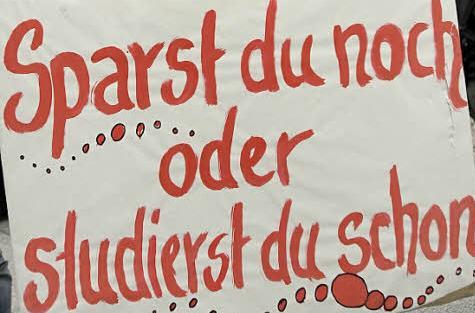 Sparst du noch
oder
studierst du schon